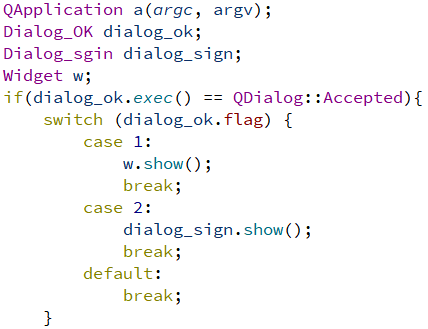 QApplication a(argc, argv);
Dialog_OK dialog_ok;
Dialog_sgin dialog_sign;
Widget w;
if(dialog_ok.exec() == QDialog::Accepted){
    switch (dialog_ok.flag) {
        case 1:
            w.show();
            break;
        case 2:
            dialog_sign.show();
            break;
        default:
            break;
    }